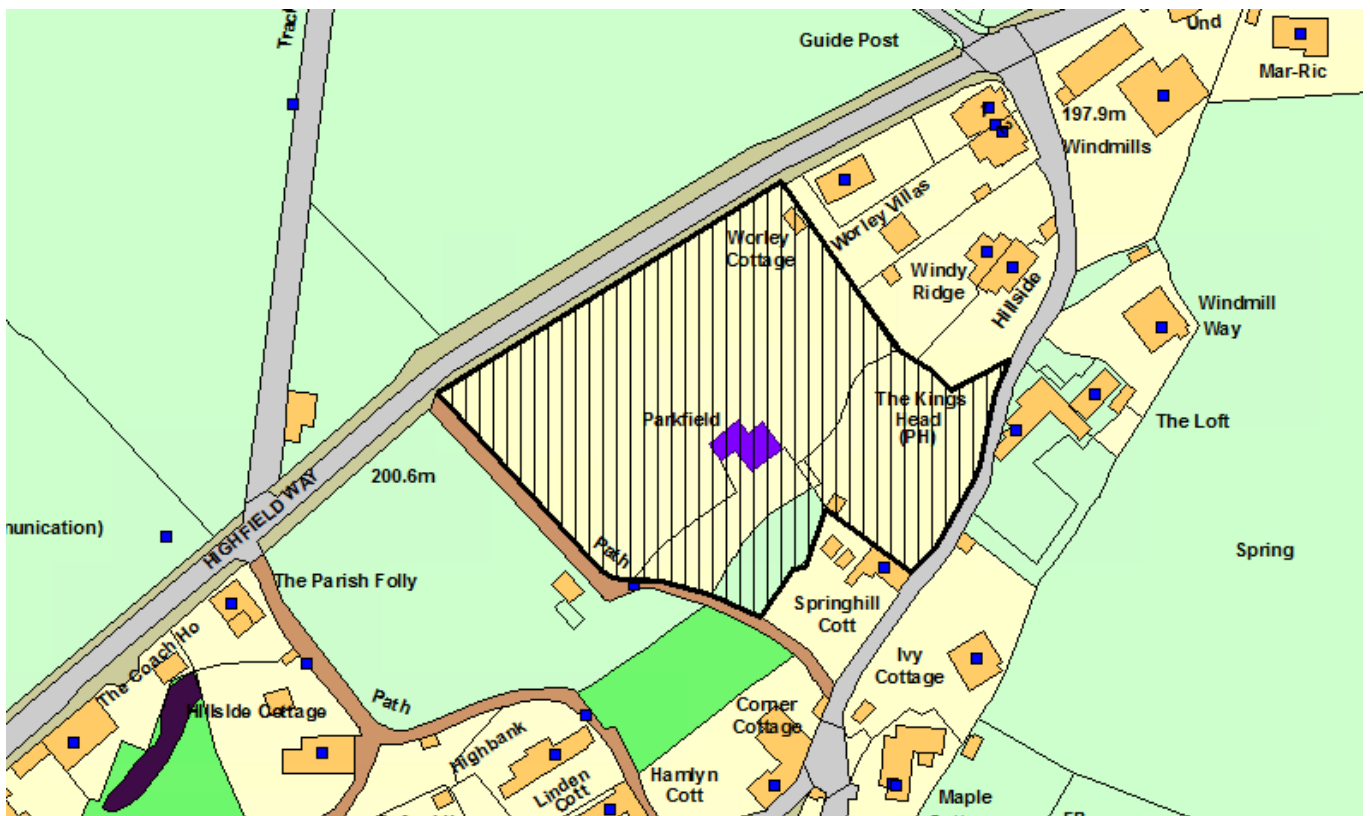 Track
Guide Post
Und
Mar-Ric
197.9m
Windmills
Worley
Cottage
Worley Villas
Windy
Ridge
Hillside
Windmill
Way
The Kings
Head
(PH)
The Loft
Parkfield
200.6m
HIGHFIELD WAY
munication)
Path
Spring
The Parish Folly
Springhill
Cott
Ivy
Cottage
The Coach Ho
Hillside Cottage
Path
Highbank
Corner
Cottage
Linden
Cott
Hamlyn
Cott
Maple